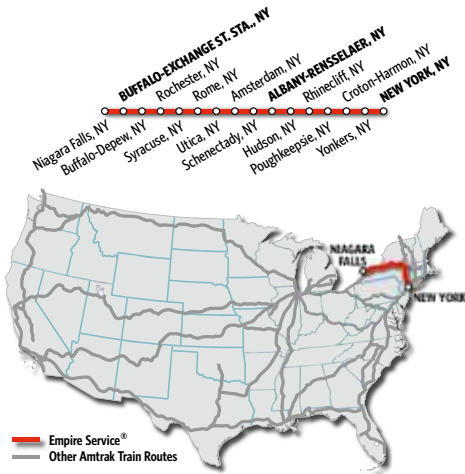 Niagara Falls, NY
BUFFALO-EXCHANGE ST. STA., NY
Buffalo-Depew, NY
Rochester, NY
Syracuse, NY
Rome, NY
Utica, NY
Amsterdam, NY
Schenectady, NY
ALBANY-RENSSELAER, NY
Hudson, NY
Rhinecliff, NY
Poughkeepsie, NY
Croton-Harmon, NY
Yonkers, NY
NEW YORK, NY
NIAGARA
FALLS
NEW YORK
Empire Service®
Other Amtrak Train Routes